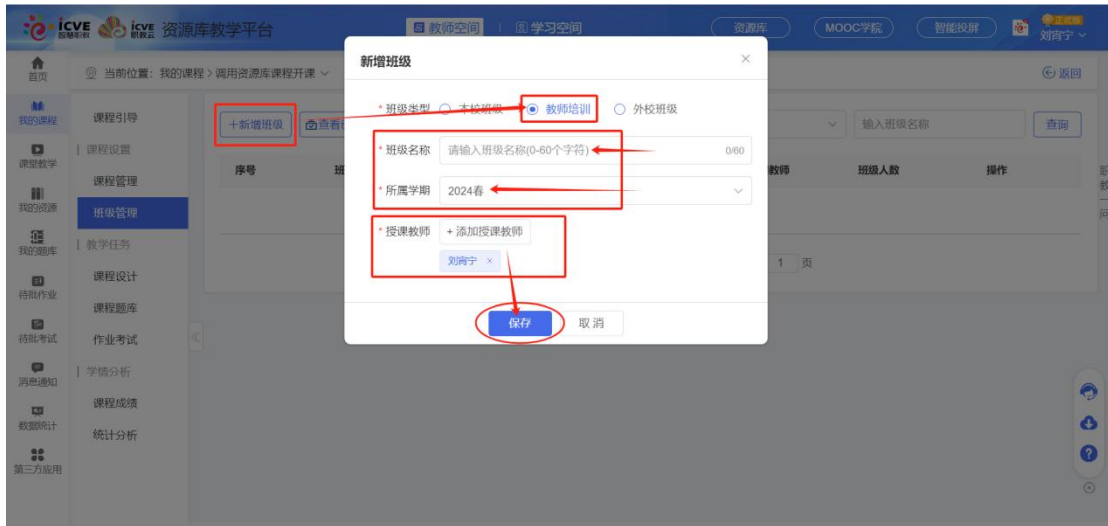 icve 智慧职教 icve 职教云 资源库教学平台 教师空间 学习空间 资源库 MOOC学院 智能投屏 正式版 刘宵宁
首页 当前位置：我的课程 > 调用资源库课程开课 返回
新增班级 ×
我的课程 课程引导 +新增班级 查看 输入班级名称 查询
* 班级类型 本校班级 教师培训 外校班级
课堂教学 课程设置
* 班级名称 请输入班级名称(0-60个字符) 0/60
课程管理 序号 班 教师 班级人数 操作
我的资源 班级管理
* 所属学期 2024春
我的题库 教学任务
* 授课教师 + 添加授课教师
刘宵宁 ×
1 页
待批作业 课程设计
课程题库
保存 取消
待批考试 作业考试
消息通知 学情分析
课程成绩
数据统计 统计分析
第三方应用